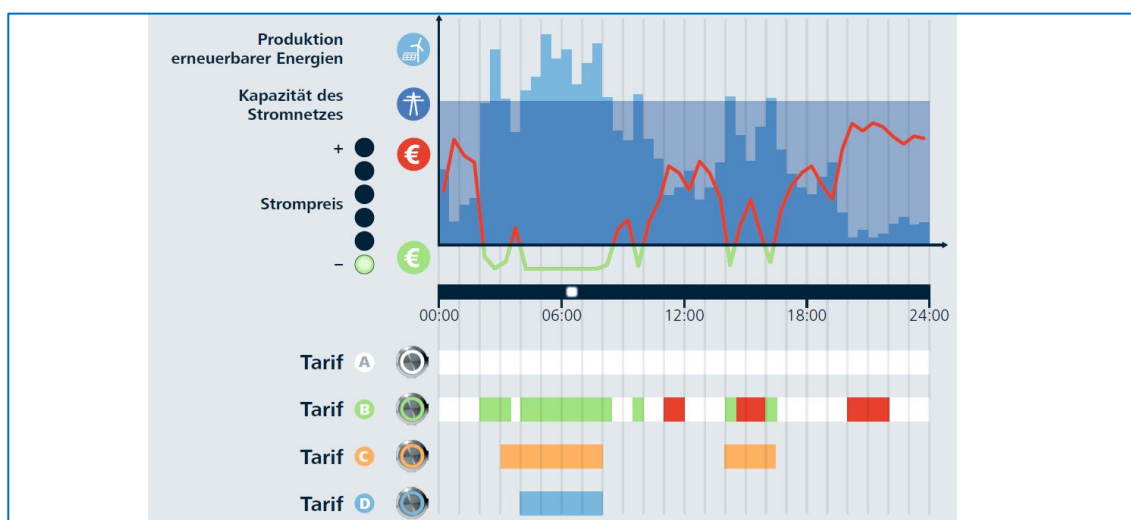 Produktion
erneuerbarer Energien
Kapazität des
Stromnetzes
+
€
Strompreis
–
€
00:00 06:00 12:00 18:00 24:00
Tarif A
Tarif B
Tarif C
Tarif D